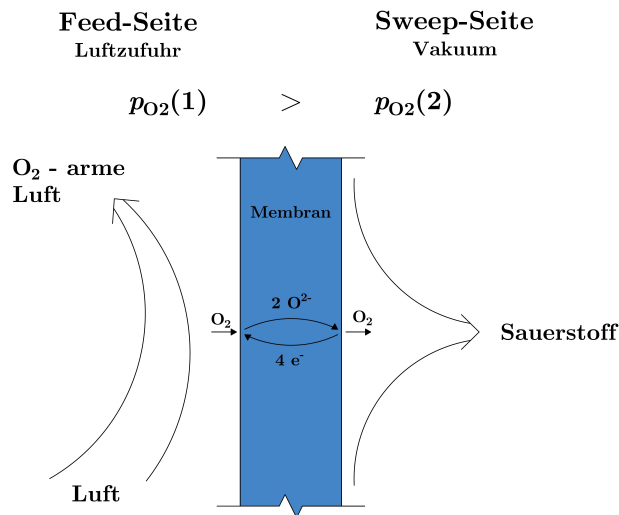 Feed-Seite
Luftzufuhr
Sweep-Seite
Vakuum
pO2(1) > pO2(2)
O2 - arme
Luft
Membran
2 O2-
O2
O2
4 e-
Sauerstoff
Luft